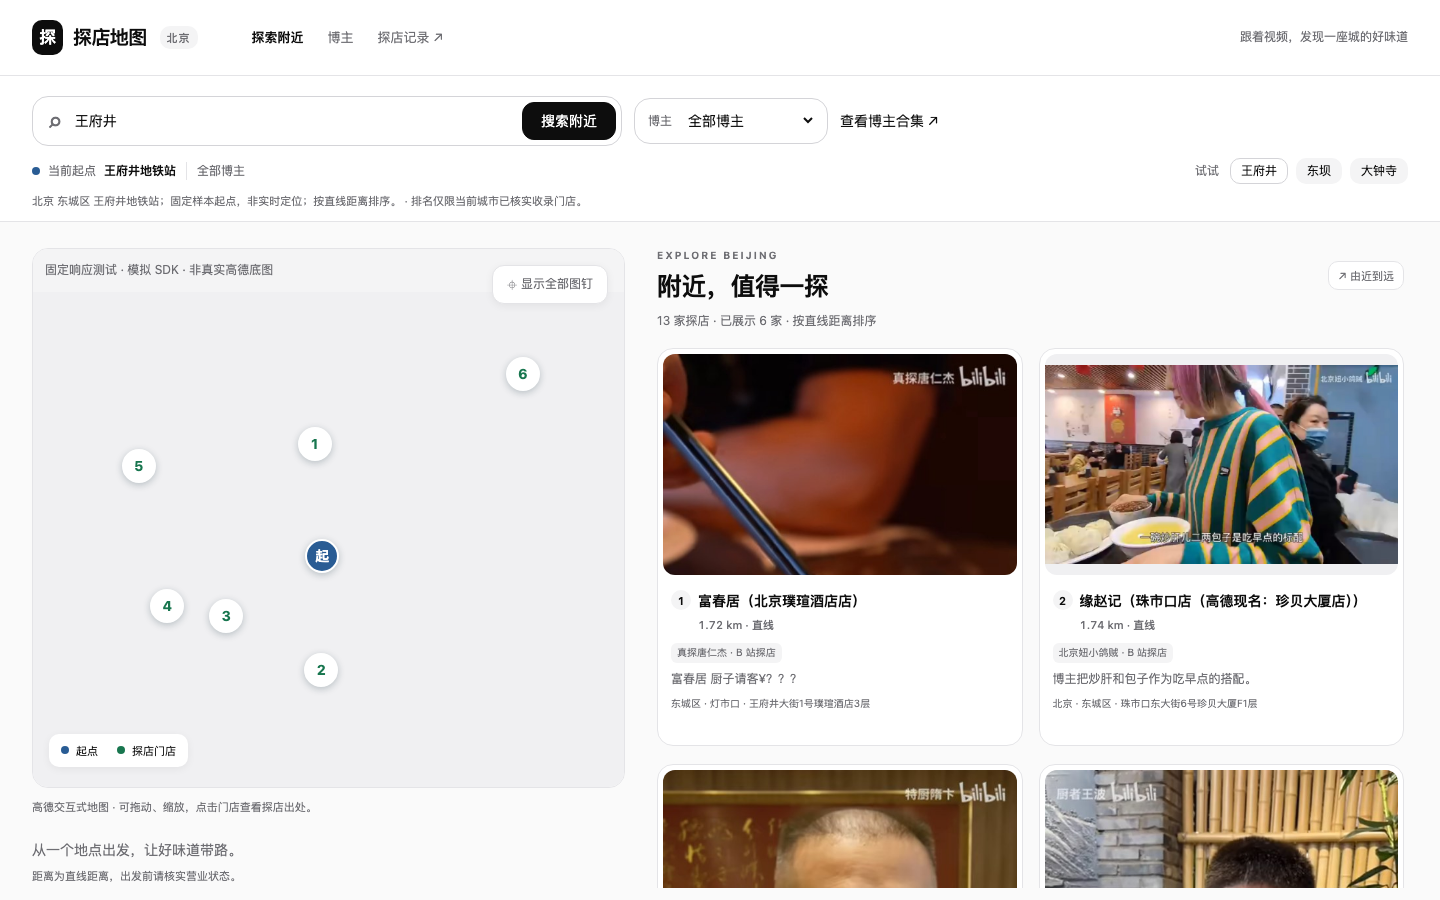 探 探店地图 北京 探索附近 博主 探店记录 ↗ 跟着视频，发现一座城的好味道
王府井 搜索附近 博主 全部博主 查看博主合集 ↗
当前起点 王府井地铁站 全部博主 试试 王府井 东坝 大钟寺
北京 东城区 王府井地铁站；固定样本起点，非实时定位；按直线距离排序。 · 排名仅限当前城市已核实收录门店。
固定响应测试 · 模拟 SDK · 非真实高德底图
显示全部图钉
6
1
5
起
4
3
2
起点 探店门店
高德交互式地图 · 可拖动、缩放，点击门店查看探店出处。
从一个地点出发，让好味道带路。
距离为直线距离，出发前请核实营业状态。
EXPLORE BEIJING
附近，值得一探
↗ 由近到远
13 家探店 · 已展示 6 家 · 按直线距离排序
真探唐仁杰 bilibili
1 富春居（北京璞瑄酒店店）
1.72 km · 直线
真探唐仁杰 · B 站探店
富春居 厨子请客¥？？？
东城区 · 灯市口 · 王府井大街1号璞瑄酒店3层
北京妞小鸽贼 bilibili
一碗炒肝儿二两包子是吃早点的标配
2 缘赵记（珠市口店（高德现名：珍贝大厦店））
1.74 km · 直线
北京妞小鸽贼 · B 站探店
博主把炒肝和包子作为吃早点的搭配。
北京 · 东城区 · 珠市口东大街6号珍贝大厦F1层
特厨隋卞 bilibili
厨者王波 bilibili